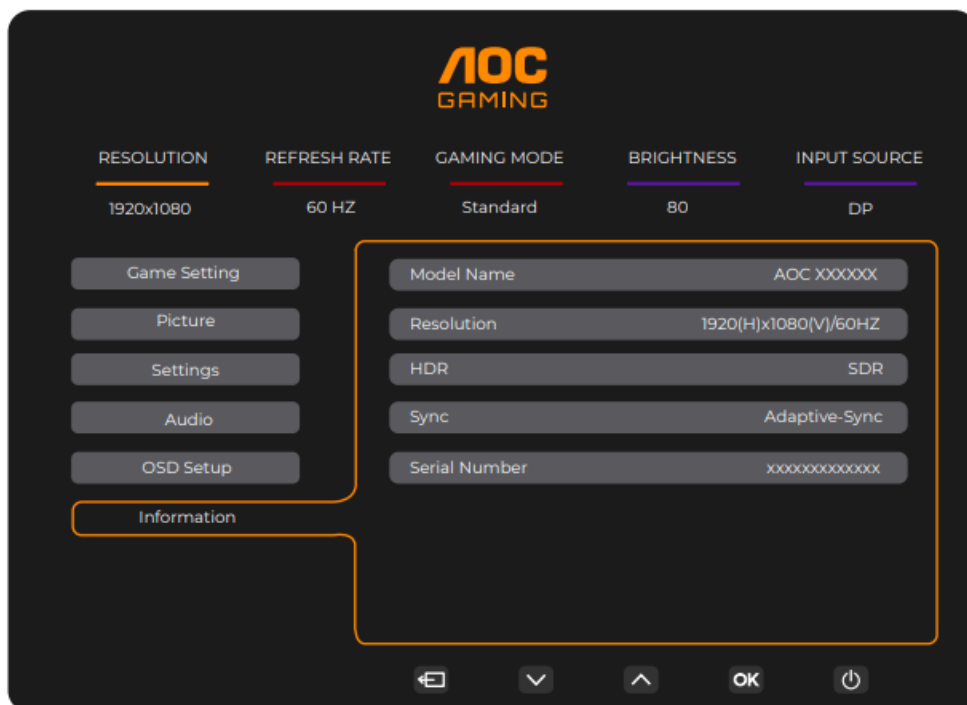 AOC
GAMING
RESOLUTION REFRESH RATE GAMING MODE BRIGHTNESS INPUT SOURCE
1920x1080 60 HZ Standard 80 DP
Game Setting
Model Name AOC XXXXXX
Picture
Resolution 1920(H)x1080(V)/60HZ
Settings
HDR SDR
Audio
Sync Adaptive-Sync
OSD Setup
Serial Number xxxxxxxxxxxxx
Information
OK